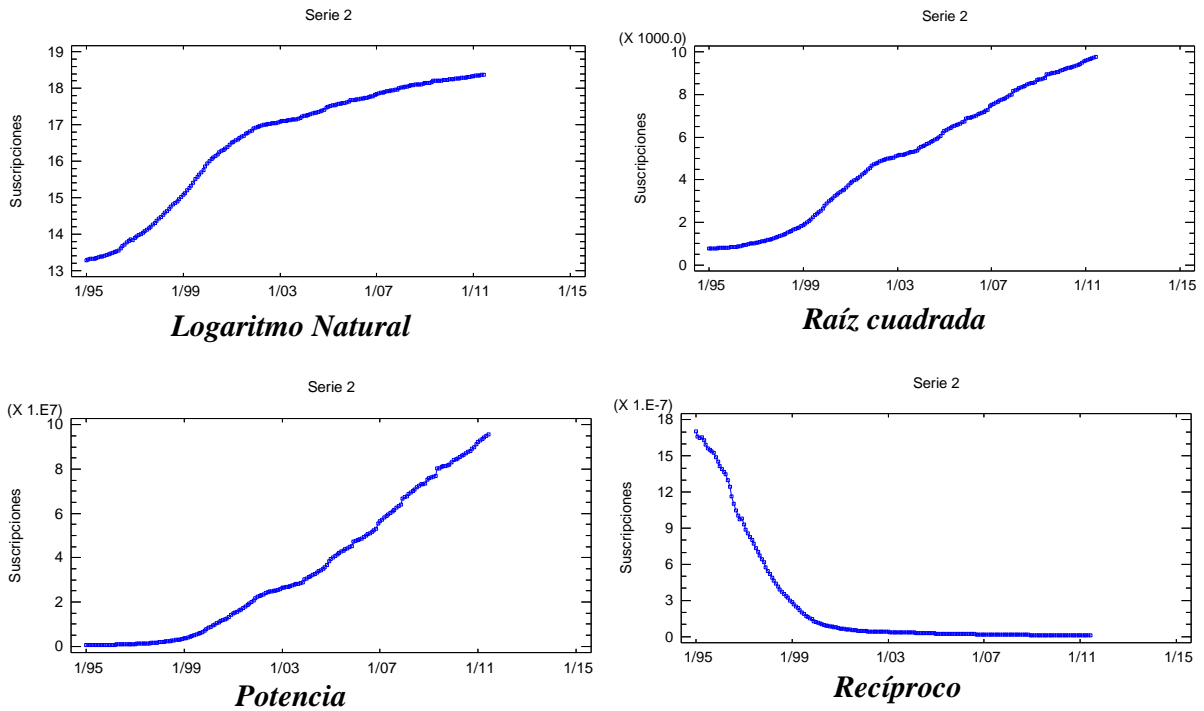 Serie 2
Suscripciones
19
18
17
16
15
14
13
1/95 1/99 1/03 1/07 1/11 1/15
Logaritmo Natural
Serie 2
(X 1000.0)
Suscripciones
10
8
6
4
2
0
1/95 1/99 1/03 1/07 1/11 1/15
Raíz cuadrada
Serie 2
(X 1.E7)
Suscripciones
10
8
6
4
2
0
1/95 1/99 1/03 1/07 1/11 1/15
Potencia
Serie 2
(X 1.E-7)
Suscripciones
18
15
12
9
6
3
0
1/95 1/99 1/03 1/07 1/11 1/15
Recíproco